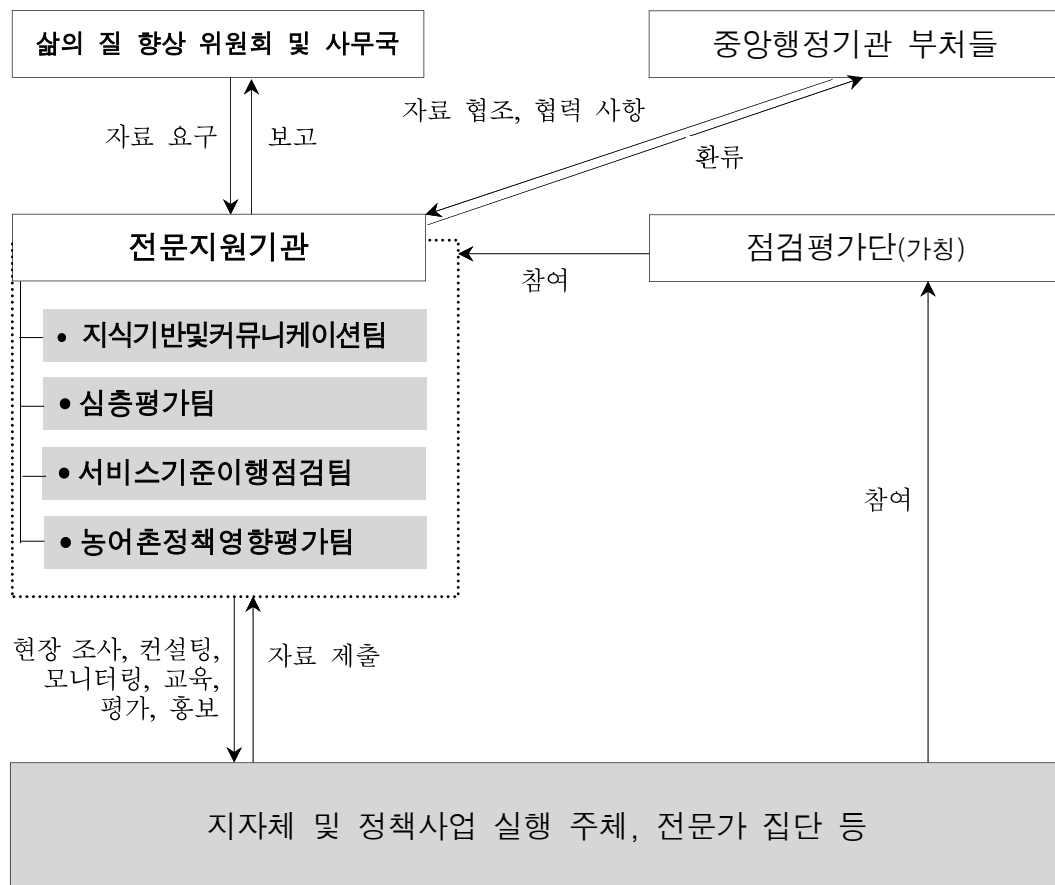 삶의 질 향상 위원회 및 사무국
중앙행정기관 부처들
자료 협조, 협력 사항
자료 요구
보고
환류
전문지원기관
점검평가단(가칭)
참여
• 지식기반및커뮤니케이션팀
• 심층평가팀
• 서비스기준이행점검팀
• 농어촌정책영향평가팀
참여
현장 조사, 컨설팅,
모니터링, 교육,
평가, 홍보
자료 제출
지자체 및 정책사업 실행 주체, 전문가 집단 등